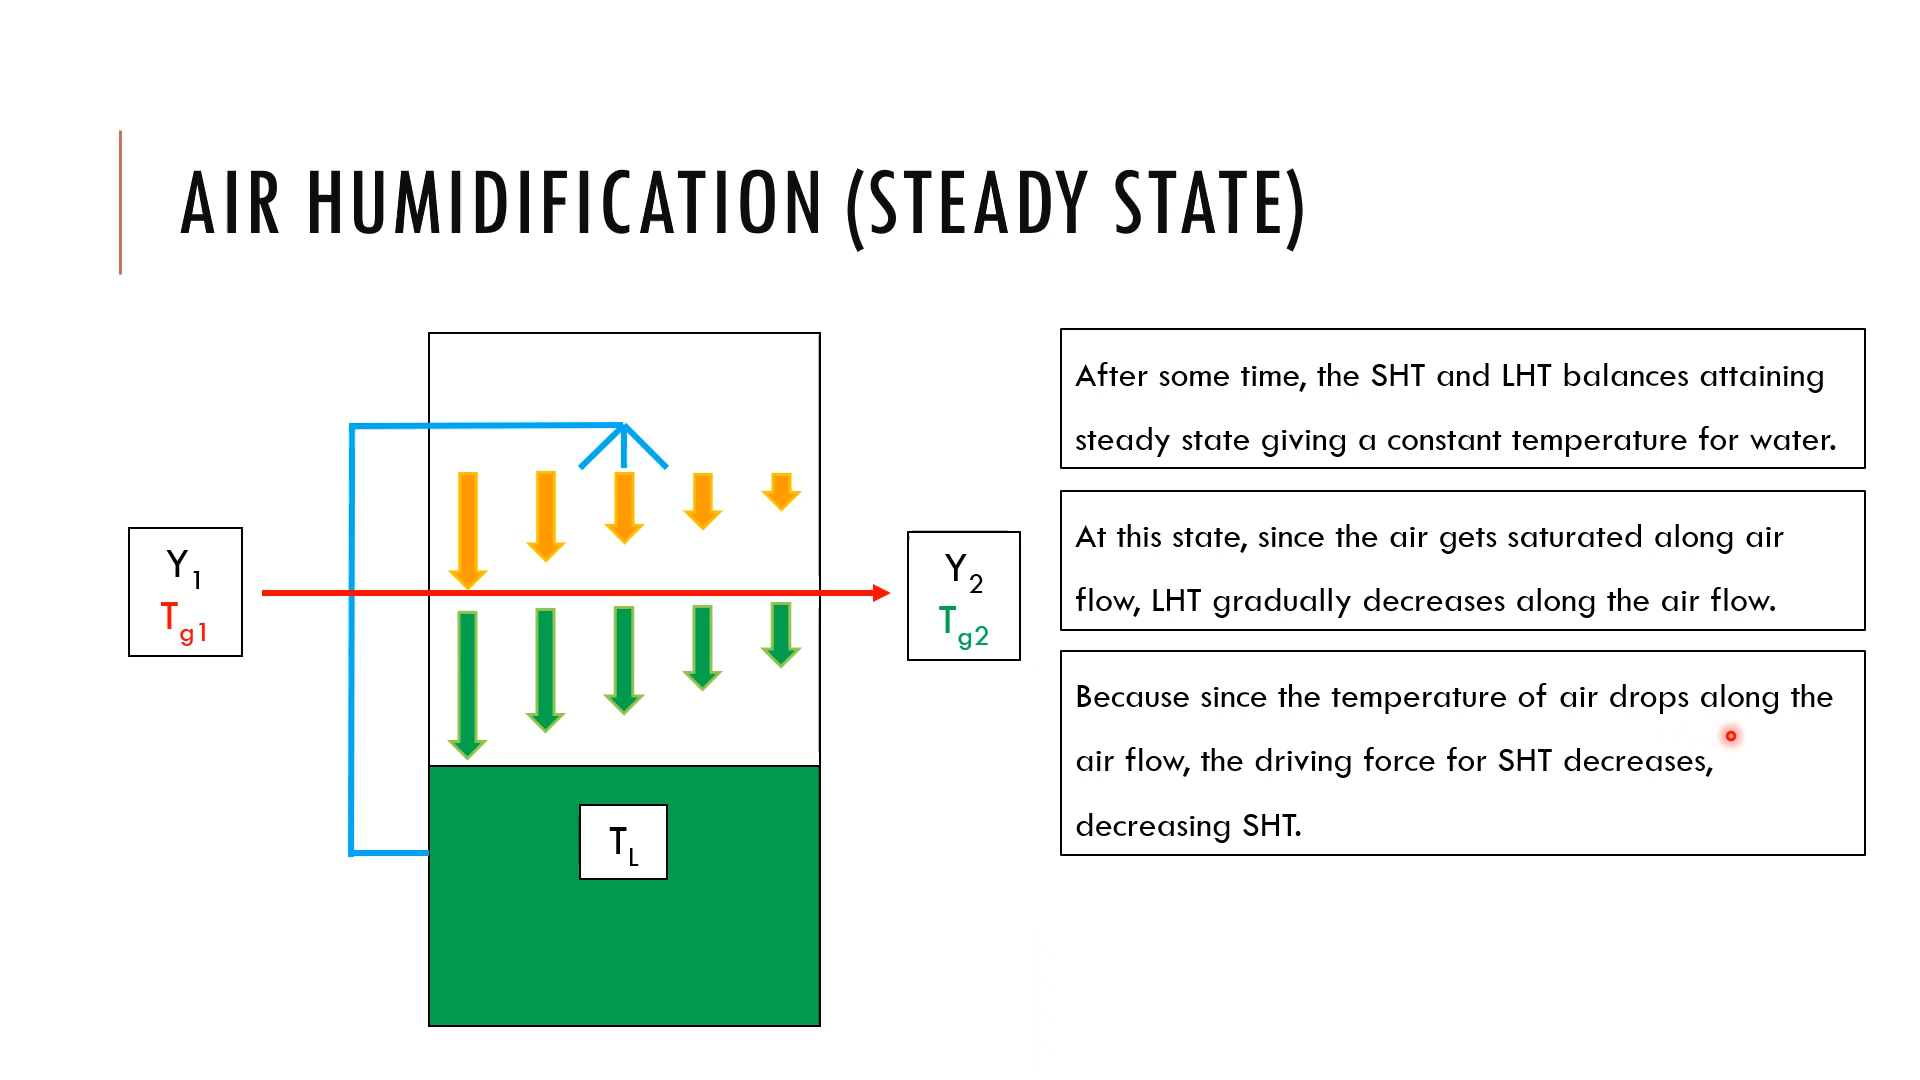 AIR HUMIDIFICATION (STEADY STATE)
Y1
Tg1
Y2
Tg2
TL
After some time, the SHT and LHT balances attaining
steady state giving a constant temperature for water.
At this state, since the air gets saturated along air
flow, LHT gradually decreases along the air flow.
Because since the temperature of air drops along the
air flow, the driving force for SHT decreases,
decreasing SHT.